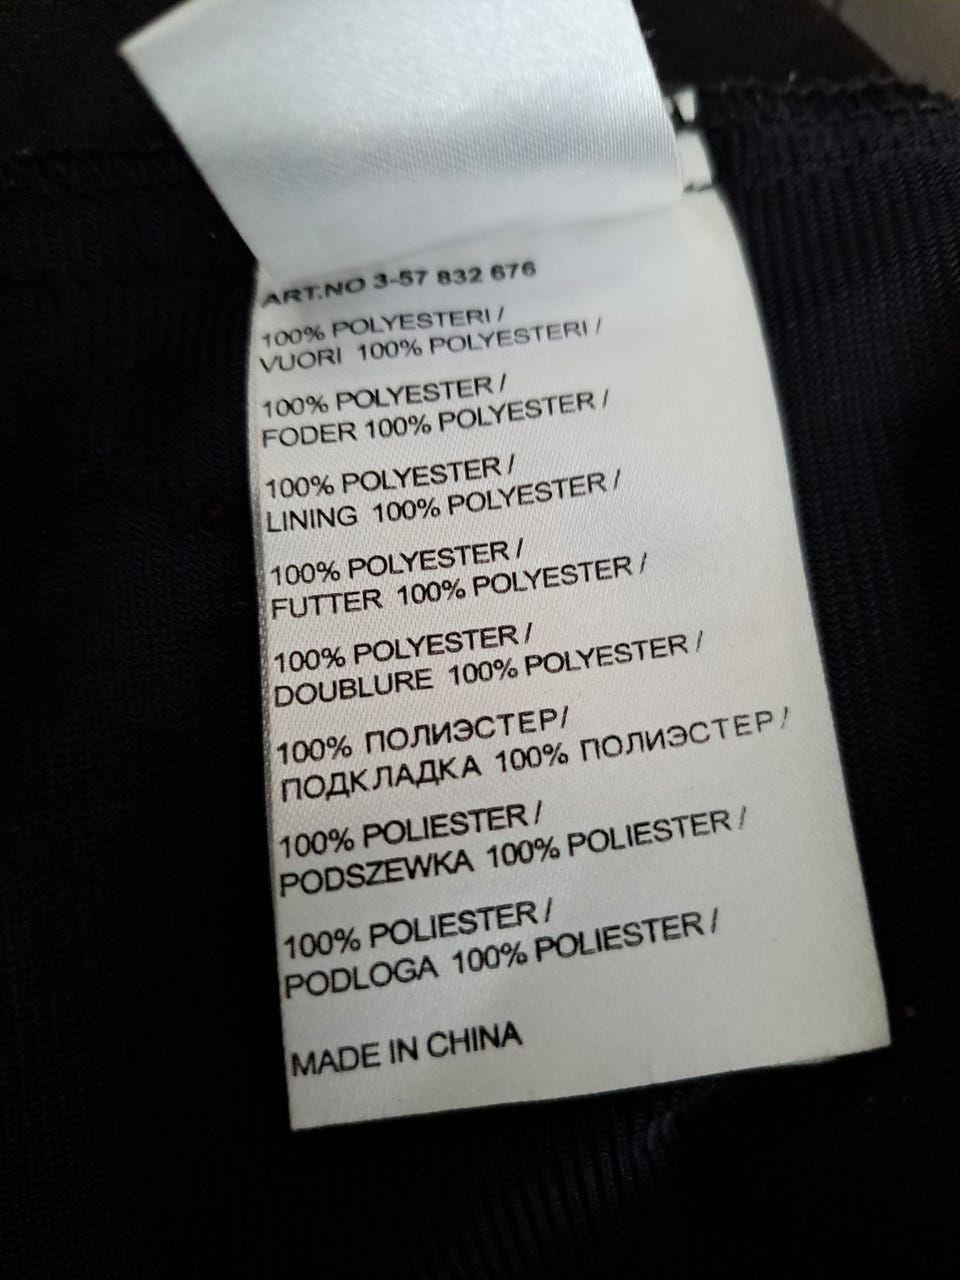 ART.NO 3-57 832 676
100% POLYESTERI /
VUORI 100% POLYESTERI /
100% POLYESTER /
FODER 100% POLYESTER /
100% POLYESTER /
LINING 100% POLYESTER /
100% POLYESTER /
FUTTER 100% POLYESTER /
100% POLYESTER /
DOUBLURE 100% POLYESTER /
100% ПОЛИЭСТЕР/
ПОДКЛАДКА 100% ПОЛИЭСТЕР /
100% POLIESTER /
PODSZEWKA 100% POLIESTER /
100% POLIESTER /
PODLOGA 100% POLIESTER /
MADE IN CHINA